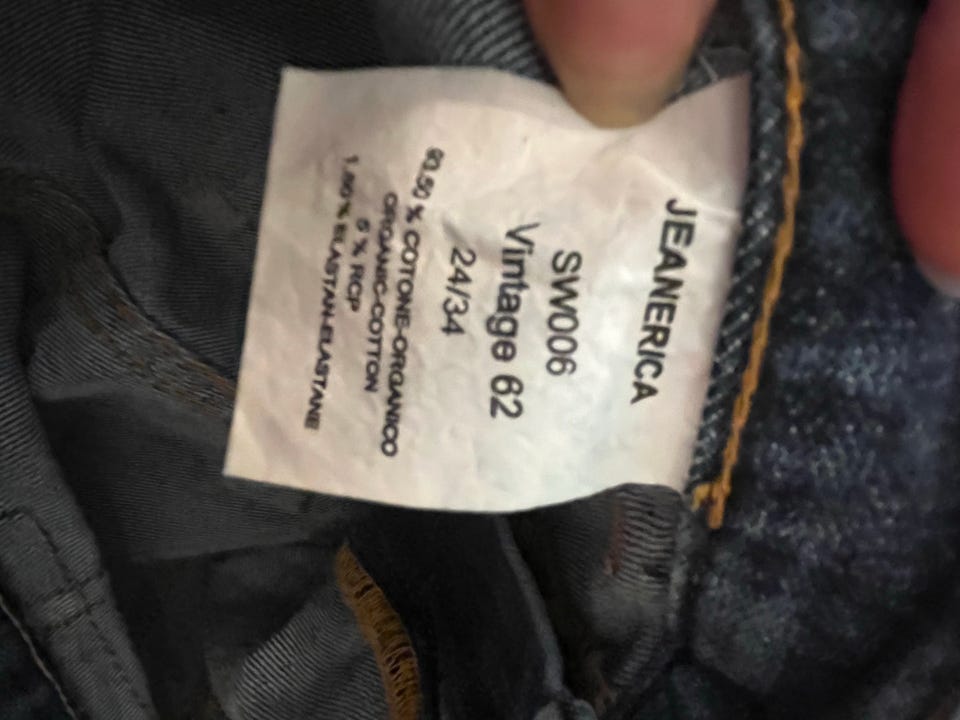 JEANERICA
SW006
Vintage 62
24/34
93.50 % COTONE-ORGANICO
ORGANIC-COTTON
5 % RCP
1.50 % ELASTAN-ELASTANE